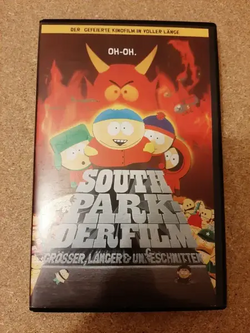 DER GEFEIERTE KINOFILM IN VOLLER LÄNGE
OH-OH.
SOUTH
PARK
DER FILM
GRÖSSER, LÄNGER & UNGESCHNITTEN